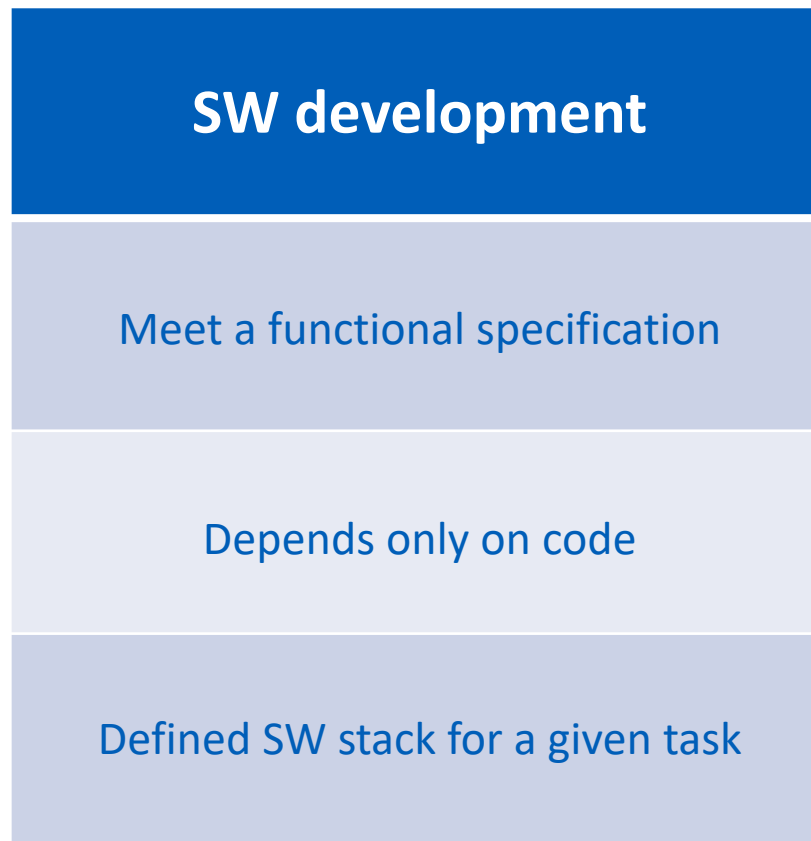 SW development
Meet a functional specification
Depends only on code
Defined SW stack for a given task